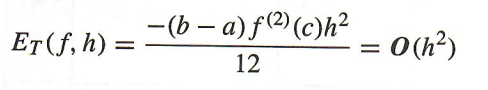 E_T(f, h) = \frac{-(b - a) f^{(2)}(c) h^2}{12} = O(h^2)